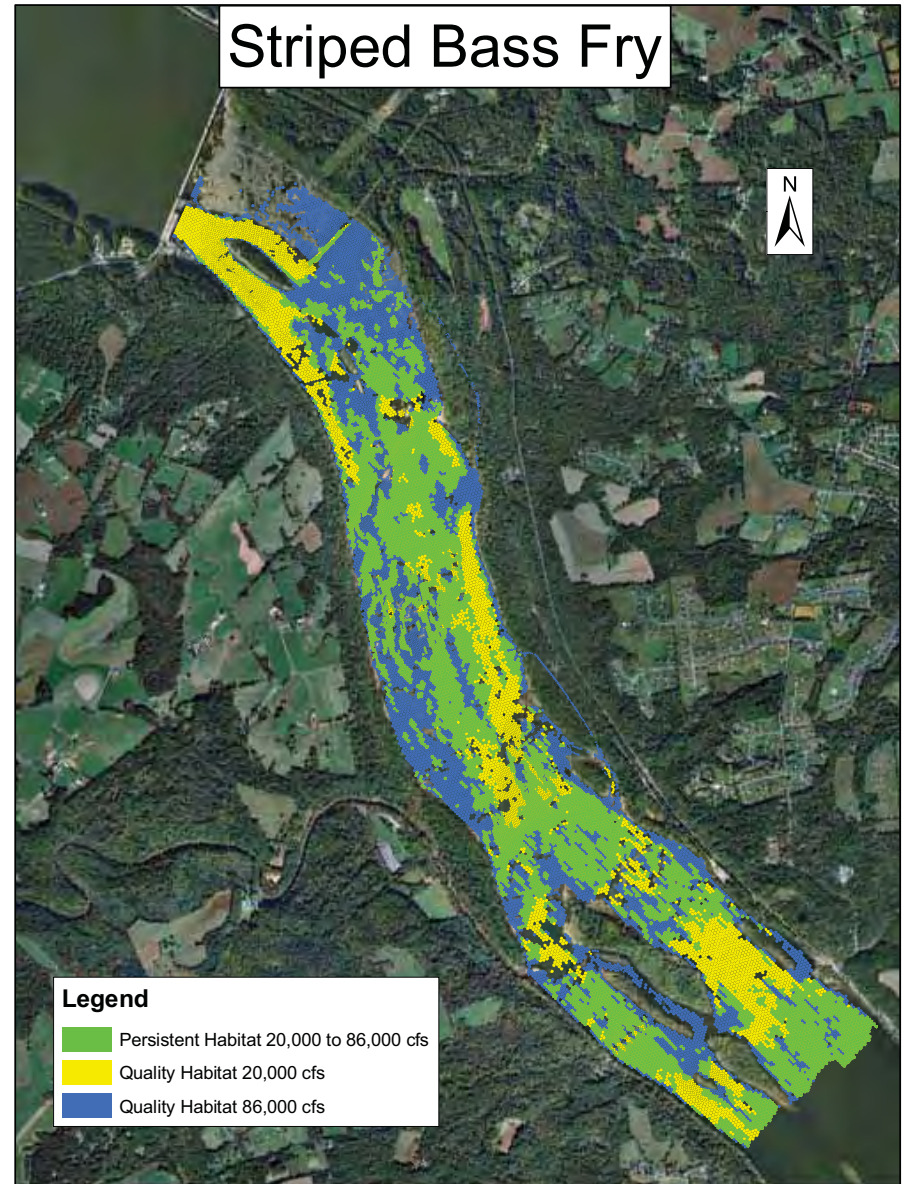 Striped Bass Fry
N
Legend
Persistent Habitat 20,000 to 86,000 cfs
Quality Habitat 20,000 cfs
Quality Habitat 86,000 cfs